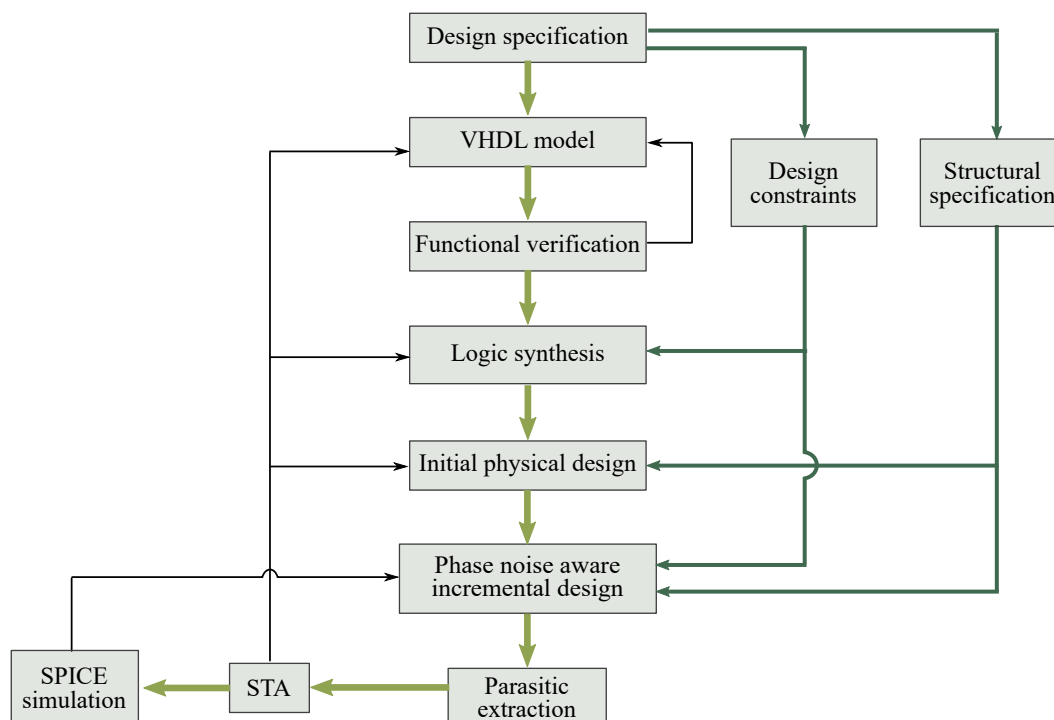 Design specification
VHDL model
Design
constraints
Structural
specification
Functional verification
Logic synthesis
Initial physical design
Phase noise aware
incremental design
SPICE
simulation
STA
Parasitic
extraction